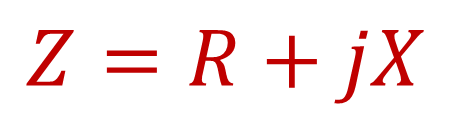 Z = R + jX